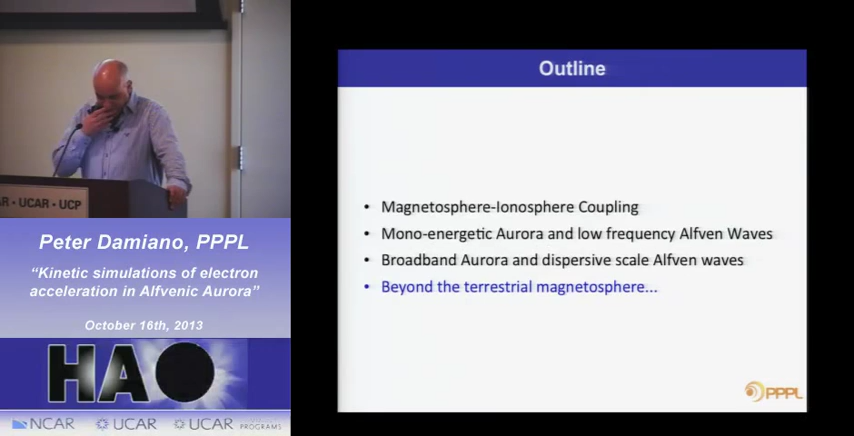 R • UCAR • UCP
Peter Damiano, PPPL
“Kinetic simulations of electron
acceleration in Alfvenic Aurora”
October 16th, 2013
HAO
NCAR UCAR UCAR PROGRAMS
Outline
• Magnetosphere-Ionosphere Coupling
• Mono-energetic Aurora and low frequency Alfven Waves
• Broadband Aurora and dispersive scale Alfven waves
• Beyond the terrestrial magnetosphere...
PPPL